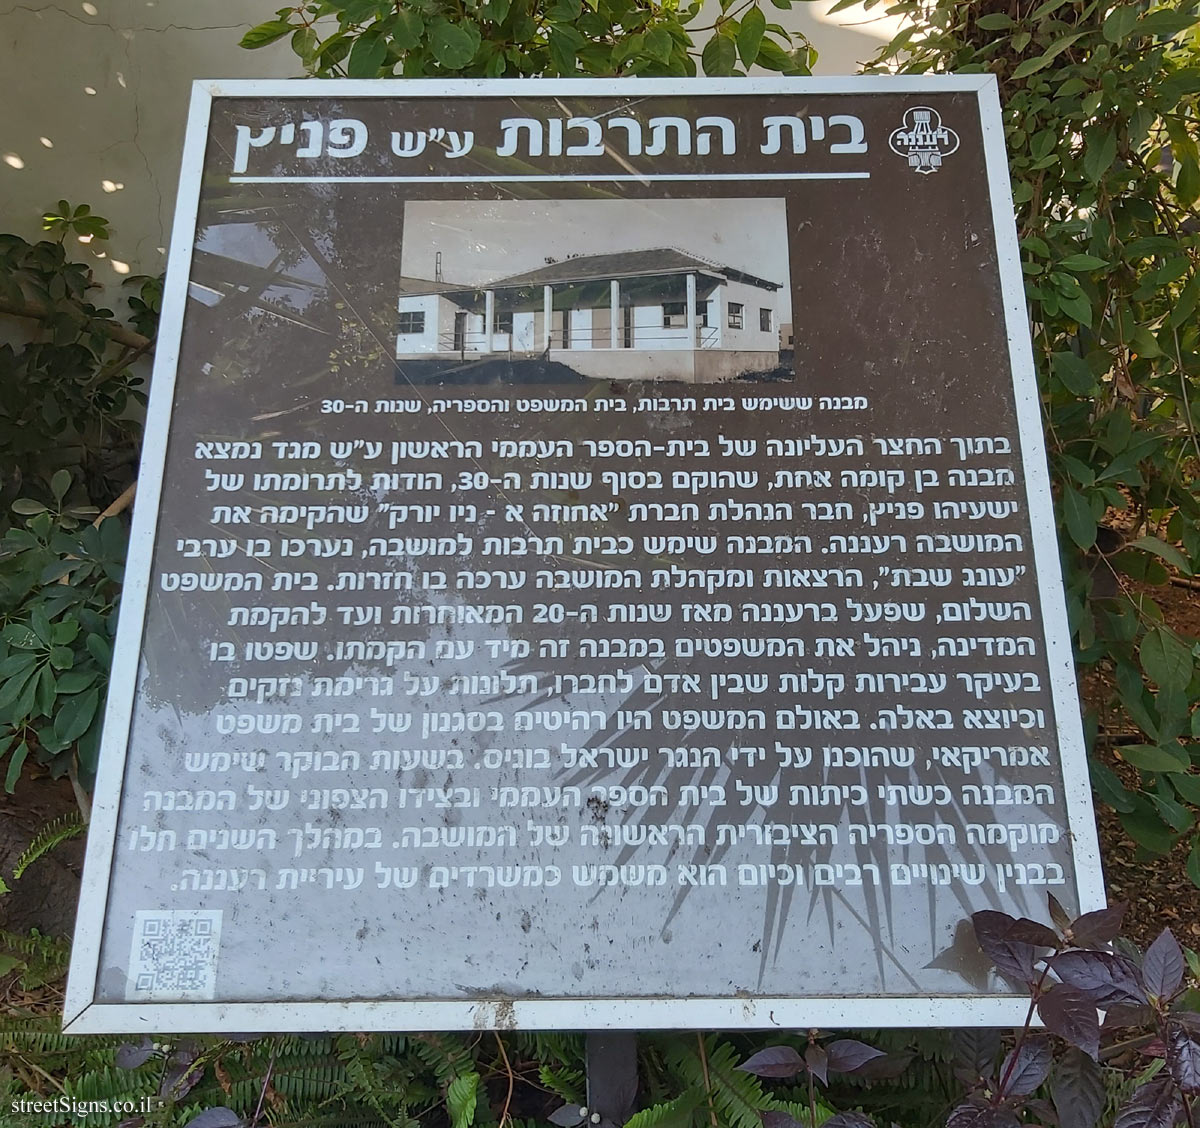 בית התרבות ע"ש פניץ
רעננה
מבנה ששימש בית תרבות, בית המשפט והספריה, שנות ה-30
בתוך החצר העליונה של בית-הספר העממי הראשון ע"ש מגד נמצא
מבנה בן קומה אחת, שהוקם בסוף שנות ה-30, הודות לתרומתו של
ישעיהו פניץ, חבר הנהלת חברת "אחוזה א - ניו יורק" שהקימה את
המושבה רעננה. המבנה שימש כבית תרבות למושבה, נערכו בו ערבי
"עונג שבת", הרצאות ומקהלת המושבה ערכה בו חזרות. בית המשפט
השלום, שפעל ברעננה מאז שנות ה-20 המאוחרות ועד להקמת
המדינה, ניהל את המשפטים במבנה זה מיד עם הקמתו. שפטו בו
בעיקר עבירות קלות שבין אדם לחברו, תלונות על גרימת נזקים
וכיוצא באלה. באולם המשפט היו רהיטים בסגנון של בית משפט
אמריקאי, שהוכנו על ידי הנגר ישראל בוניס. בשעות הבוקר שימש
המבנה כשתי כיתות של בית הספר העממי ובצידו הצפוני של המבנה
מוקמה הספריה הציבורית הראשונה של המושבה. במהלך השנים חלו
בבנין שינויים רבים וכיום הוא משמש כמשרדים של עיריית רעננה.
streetSigns.co.il